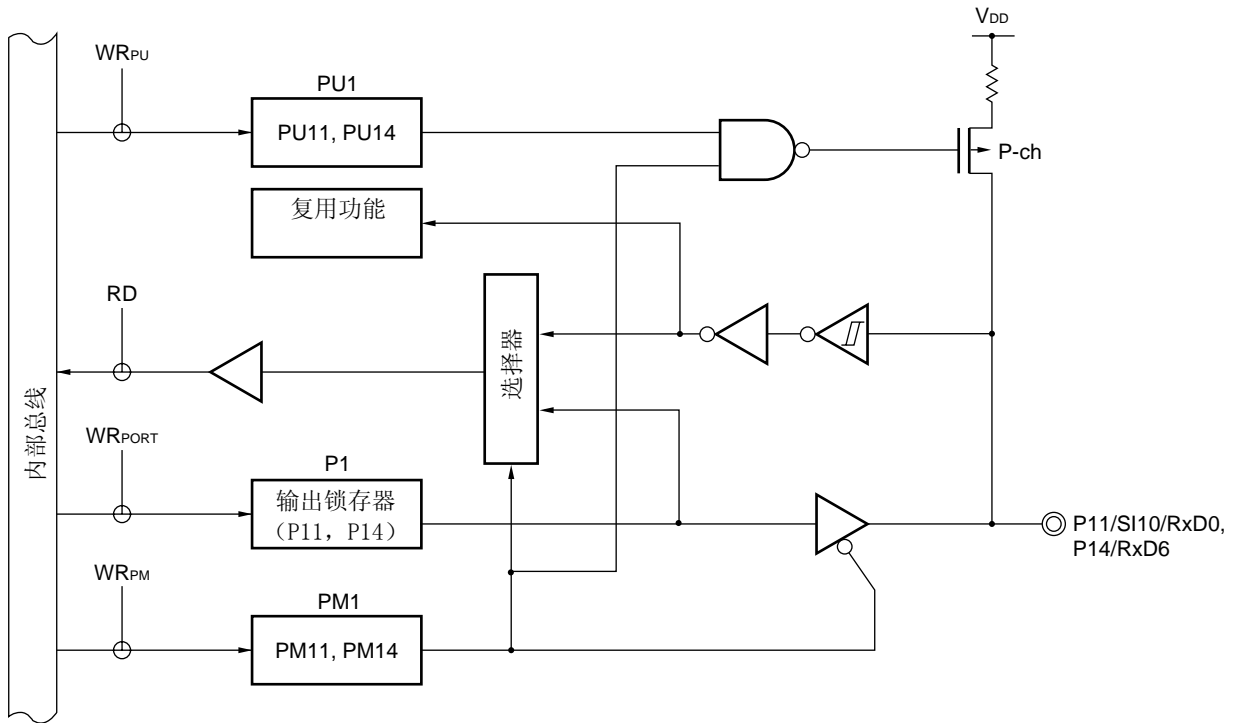 VDD
WRPU
PU1
PU11, PU14
P-ch
复用功能
RD
选择器
内部总线
WRPORT
P1
输出锁存器
（P11，P14）
P11/SI10/RxD0,
P14/RxD6
WRPM
PM1
PM11, PM14